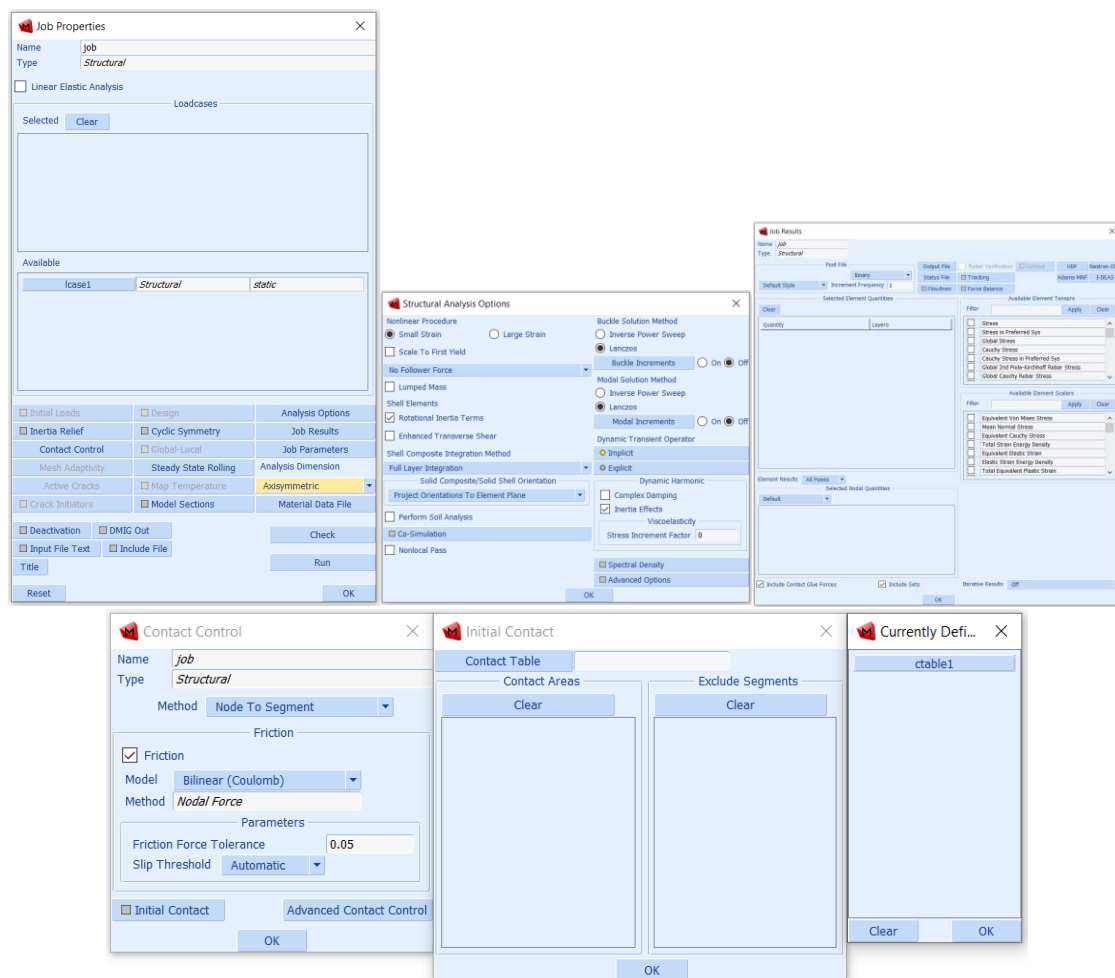 Job Properties
Name job
Type Structural
Linear Elastic Analysis
Loadcases
Selected Clear
Available
lcase1 Structural static
Initial Loads Design Analysis Options
Inertia Relief Cyclic Symmetry Job Results
Contact Control Global-Local Job Parameters
Mesh Adaptivity Steady State Rolling Analysis Dimension
Active Cracks Map Temperature Axisymmetric
Crack Initiators Model Sections Material Data File
Deactivation DMIG Out Check
Input File Text Include File
Title Run
Reset OK
Structural Analysis Options
Nonlinear Procedure
Small Strain Large Strain
Scale To First Yield
No Follower Force
Lumped Mass
Shell Elements
Rotational Inertia Terms
Enhanced Transverse Shear
Shell Composite Integration Method
Full Layer Integration
Solid Composite/Solid Shell Orientation
Project Orientations To Element Plane
Perform Soil Analysis
Co-Simulation
Nonlocal Pass
Buckle Solution Method
Inverse Power Sweep
Lanczos
Buckle Increments On Off
Modal Solution Method
Inverse Power Sweep
Lanczos
Modal Increments On Off
Dynamic Transient Operator
Implicit
Explicit
Dynamic Harmonic
Complex Damping
Inertia Effects
Viscoelasticity
Stress Increment Factor 0
Spectral Density
Advanced Options
OK
Job Results
Name job
Type Structural
Post File
Binary
Default Style Increment Frequency 1
Output File Rebar Verification Contact HDF Nastran
Status File Tracking Adams MNF I-DEAS
Flowlines Force Balance
Selected Element Quantities
Clear
Quantity Layers
Available Element Tensors
Filter Apply Clear
Stress
Stress in Preferred Sys
Global Stress
Cauchy Stress
Cauchy Stress in Preferred Sys
Global 2nd Piola-Kirchhoff Rebar Stress
Global Cauchy Rebar Stress
Available Element Scalars
Filter Apply Clear
Equivalent Von Mises Stress
Mean Normal Stress
Equivalent Cauchy Stress
Total Strain Energy Density
Equivalent Elastic Strain
Elastic Strain Energy Density
Total Equivalent Plastic Strain
Element Results All Points
Selected Nodal Quantities
Default
Include Contact Glue Forces Include Sets Iterative Results Off
OK
Contact Control
Name job
Type Structural
Method Node To Segment
Friction
Friction
Model Bilinear (Coulomb)
Method Nodal Force
Parameters
Friction Force Tolerance 0.05
Slip Threshold Automatic
Initial Contact Advanced Contact Control
OK
Initial Contact
Contact Table
Contact Areas Exclude Segments
Clear Clear
OK
Currently Defi...
ctable1
Clear OK